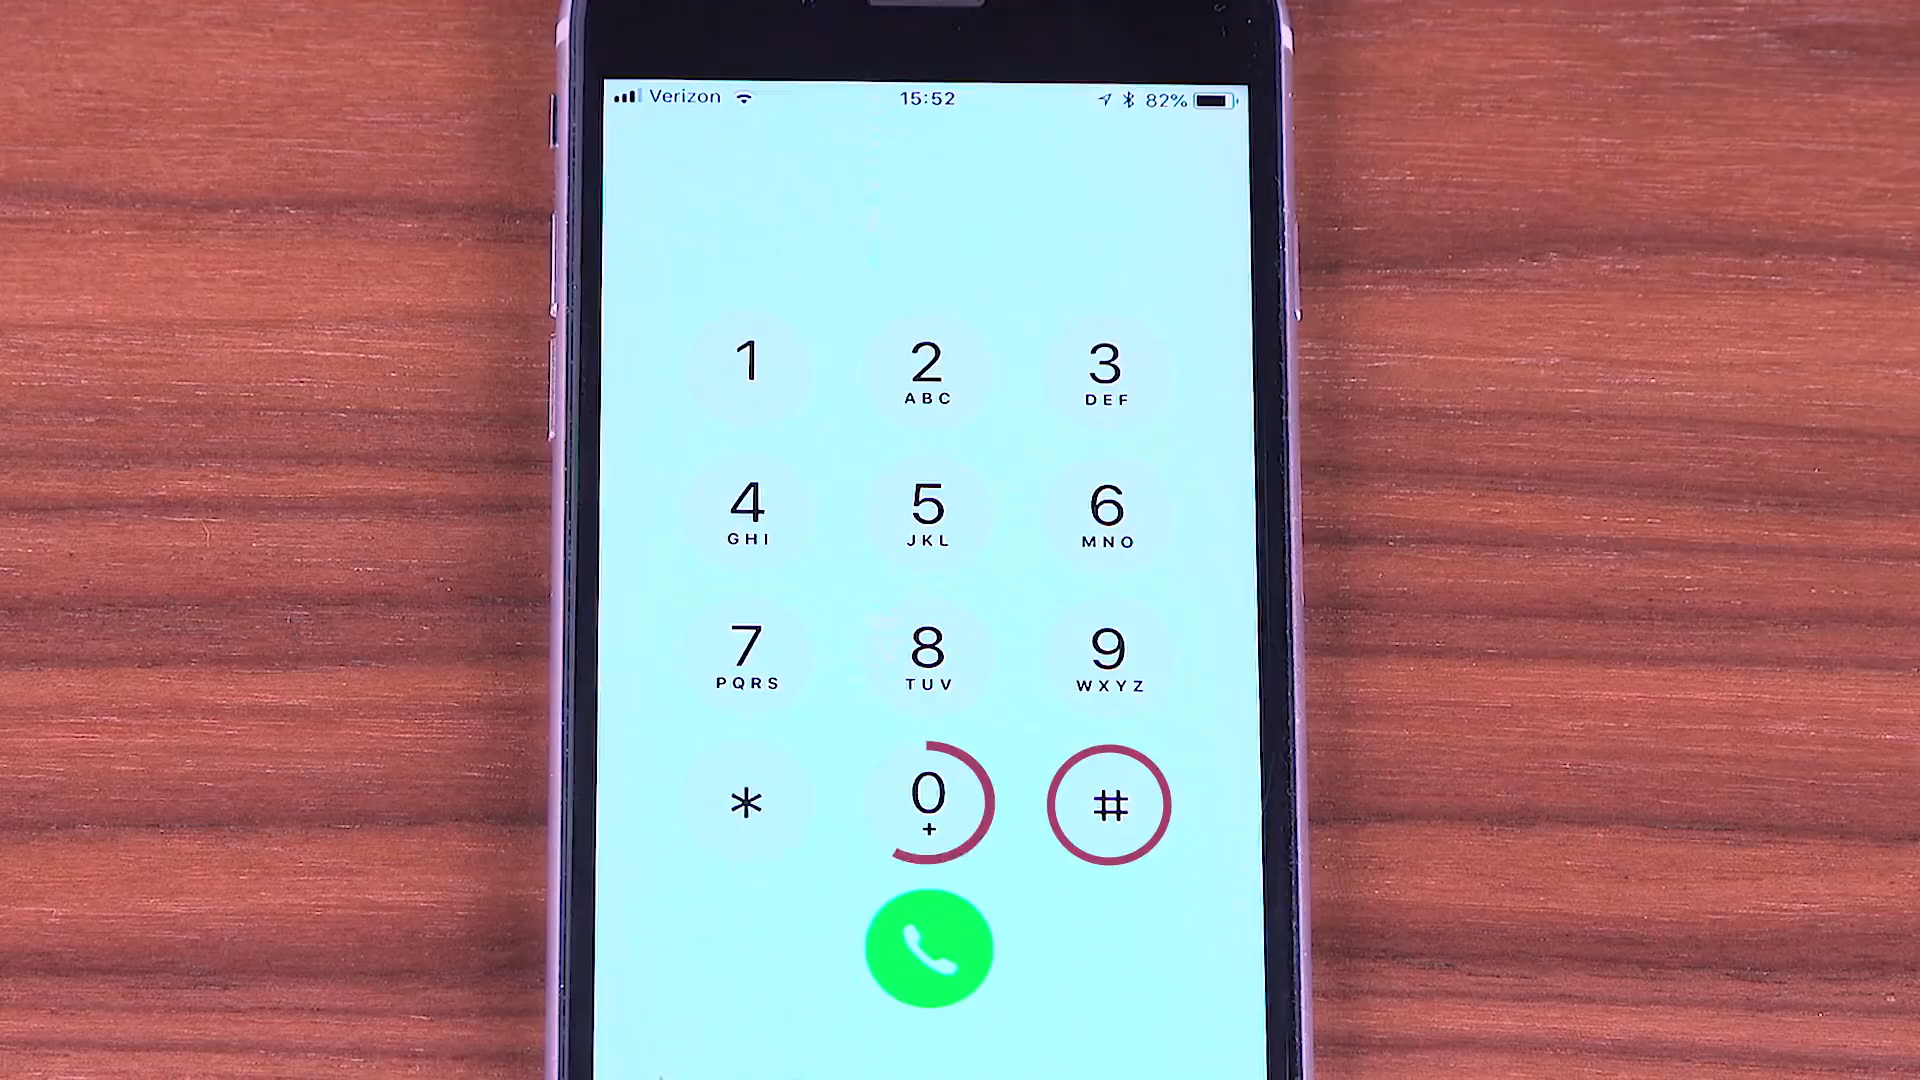 Verizon 15:52 82%
1 2 3
ABC DEF
4 5 6
GHI JKL MNO
7 8 9
PQRS TUV WXYZ
* 0 #
+